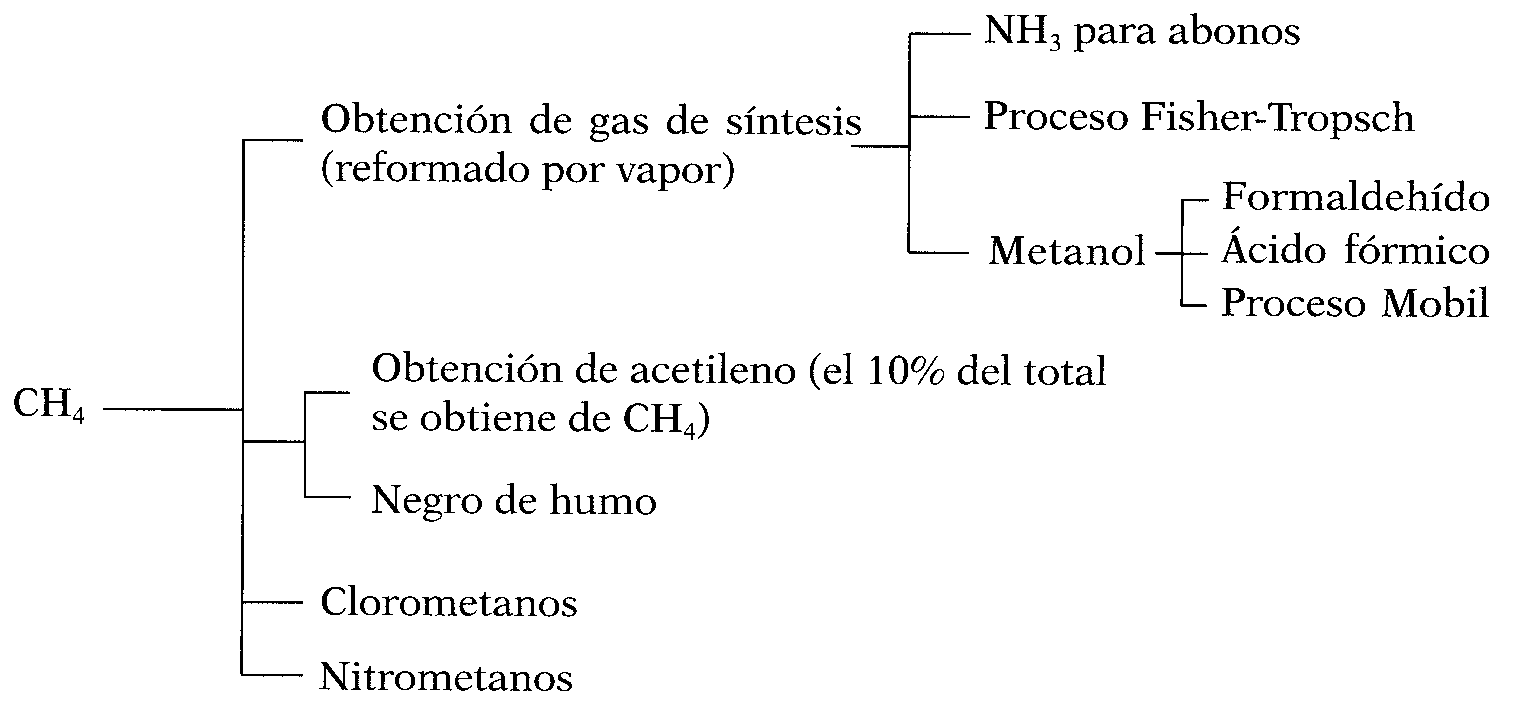 NH₃ para abonos
Obtención de gas de síntesis
(reformado por vapor)
Proceso Fisher-Tropsch
Metanol
Formaldehído
Ácido fórmico
Proceso Mobil
CH₄
Obtención de acetileno (el 10% del total
se obtiene de CH₄)
Negro de humo
Clorometanos
Nitrometanos